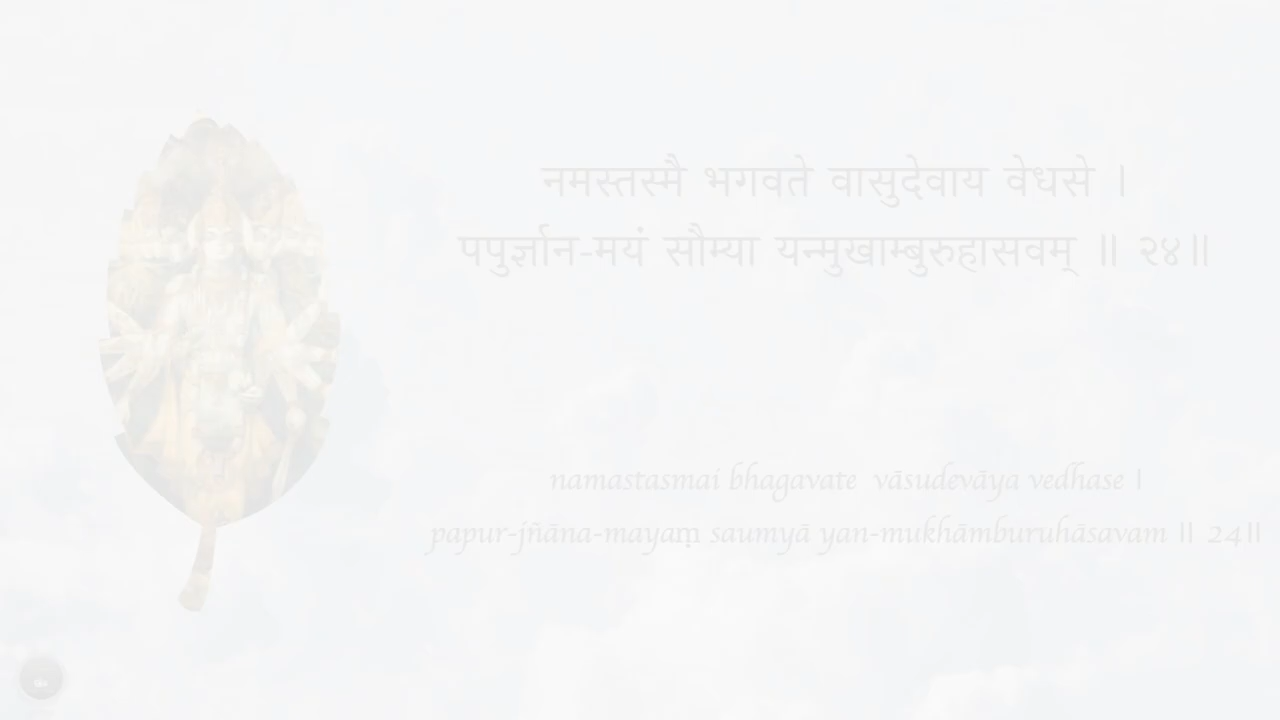 नमस्तस्मै भगवते वासुदेवाय वेधसे ।
पपुर्ज्ञान-मयं सौम्या यन्मुखाम्बुरुहासवम् ॥ २४॥
namastasmai bhagavate vāsudevāya vedhase ।
papur-jñāna-mayaṃ saumyā yan-mukhāmburuhāsavam ॥ 24॥